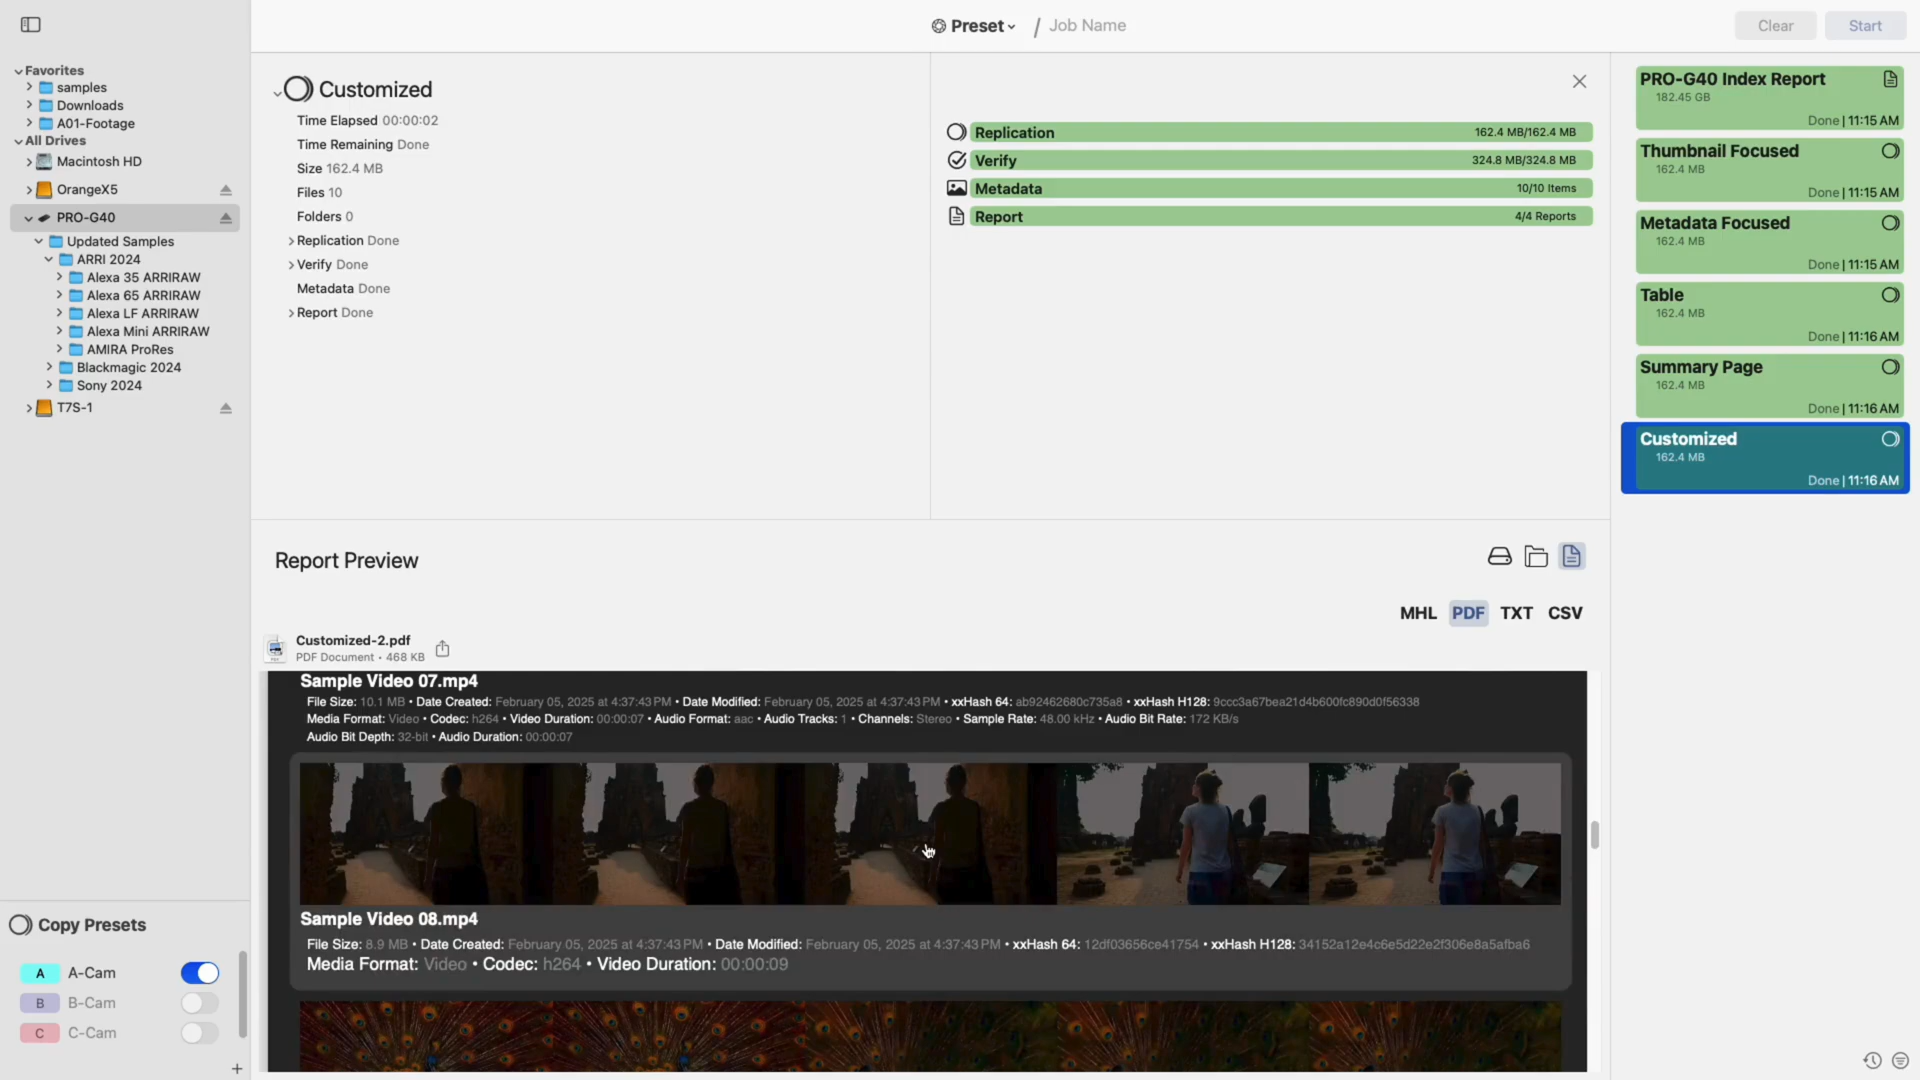 Preset / Job Name
Clear
Start
Favorites
samples
Downloads
A01-Footage
All Drives
Macintosh HD
OrangeX5
PRO-G40
Updated Samples
ARRI 2024
Alexa 35 ARRIRAW
Alexa 65 ARRIRAW
Alexa LF ARRIRAW
Alexa Mini ARRIRAW
AMIRA ProRes
Blackmagic 2024
Sony 2024
T7S-1
Copy Presets
A A-Cam
B B-Cam
C C-Cam
Customized
Time Elapsed 00:00:02
Time Remaining Done
Size 162.4 MB
Files 10
Folders 0
Replication Done
Verify Done
Metadata Done
Report Done
Replication 162.4 MB/162.4 MB
Verify 324.8 MB/324.8 MB
Metadata 10/10 Items
Report 4/4 Reports
Report Preview
MHL PDF TXT CSV
Customized-2.pdf
PDF Document • 468 KB
Sample Video 07.mp4
File Size: 10.1 MB • Date Created: February 05, 2025 at 4:37:43 PM • Date Modified: February 05, 2025 at 4:37:43 PM • xxHash 64: ab92462680c735a8 • xxHash H128: 9ccc3a67bea21d4b600fc890d0f56338
Media Format: Video • Codec: h264 • Video Duration: 00:00:07 • Audio Format: aac • Audio Tracks: 1 • Channels: Stereo • Sample Rate: 48.00 kHz • Audio Bit Rate: 172 KB/s
Audio Bit Depth: 32-bit • Audio Duration: 00:00:07
Sample Video 08.mp4
File Size: 8.9 MB • Date Created: February 05, 2025 at 4:37:43 PM • Date Modified: February 05, 2025 at 4:37:43 PM • xxHash 64: 12df03656ce41754 • xxHash H128: 34152a12e4c6e5d22e2f306e8a5afba6
Media Format: Video • Codec: h264 • Video Duration: 00:00:09
PRO-G40 Index Report
182.45 GB
Done | 11:15 AM
Thumbnail Focused
162.4 MB
Done | 11:15 AM
Metadata Focused
162.4 MB
Done | 11:15 AM
Table
162.4 MB
Done | 11:16 AM
Summary Page
162.4 MB
Done | 11:16 AM
Customized
162.4 MB
Done | 11:16 AM